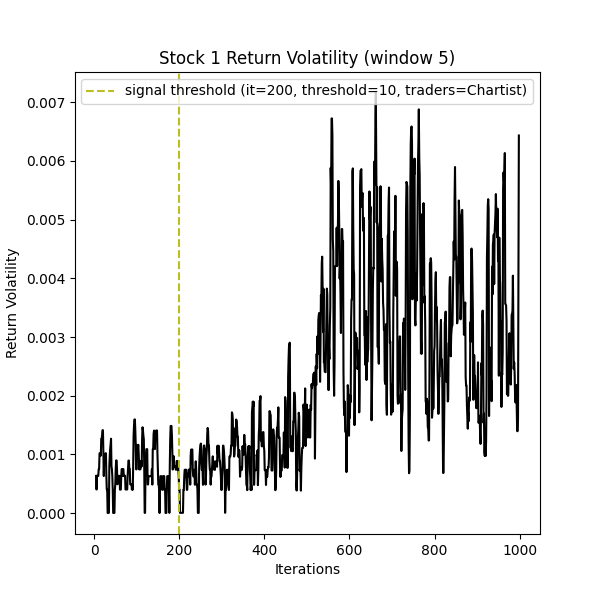 Stock 1 Return Volatility (window 5)
signal threshold (it=200, threshold=10, traders=Chartist)
0.007
0.006
0.005
0.004
0.003
0.002
0.001
0.000
Return Volatility
0 200 400 600 800 1000
Iterations